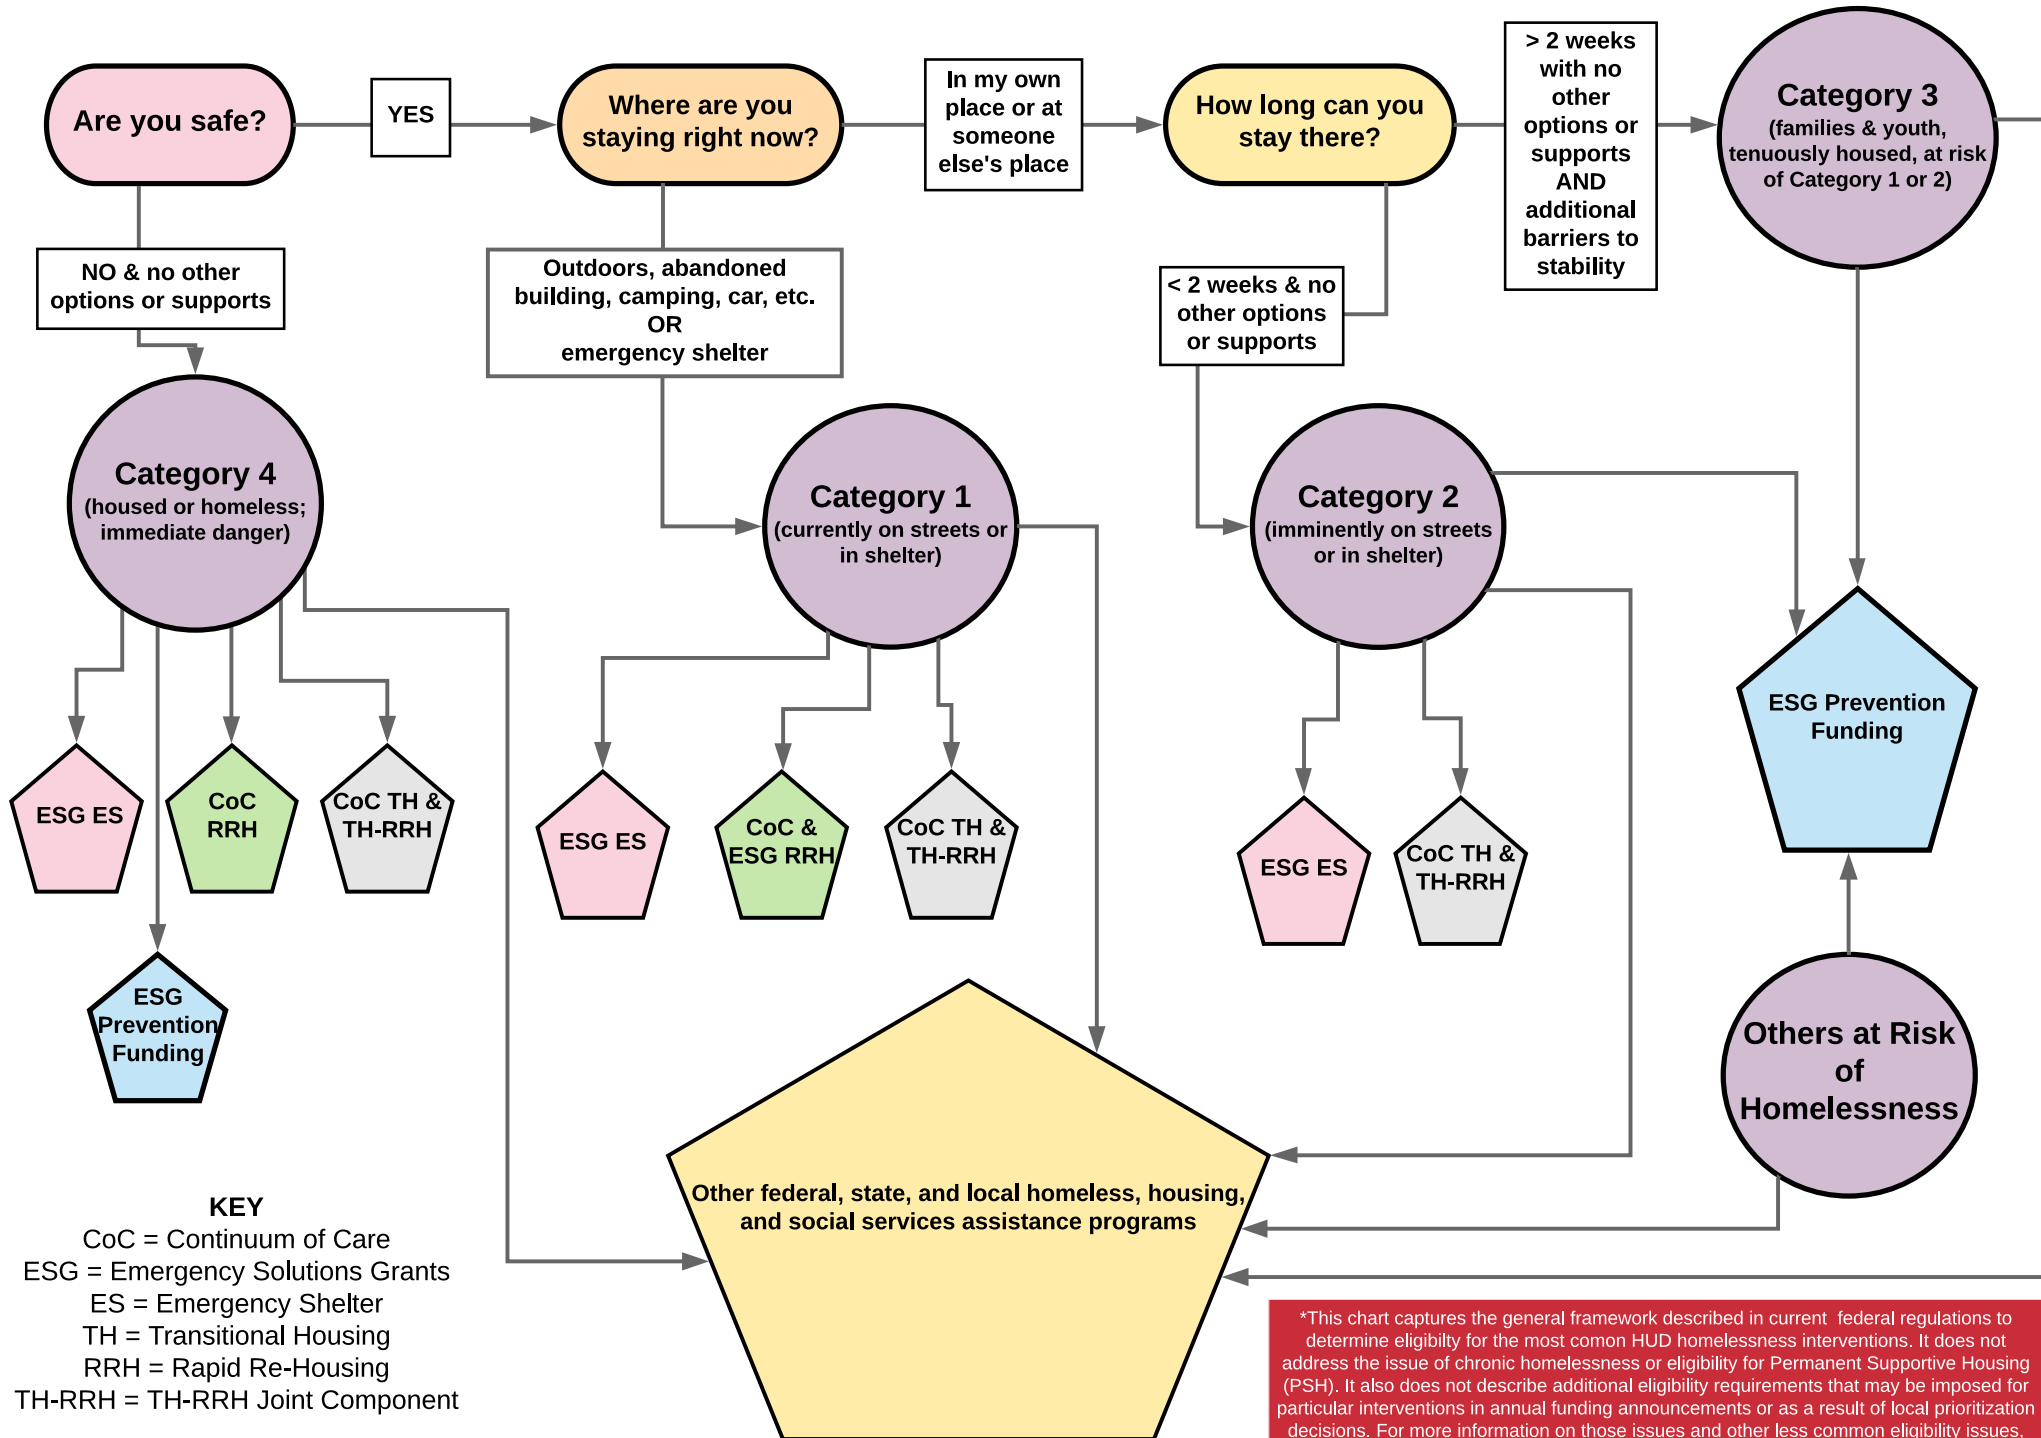 Are you safe?
YES
Where are you
staying right now?
In my own
place or at
someone
else's place
How long can you
stay there?
> 2 weeks
with no
other
options or
supports
AND
additional
barriers to
stability
Category 3
(families & youth,
tenuously housed, at risk
of Category 1 or 2)
NO & no other
options or supports
Outdoors, abandoned
building, camping, car, etc.
OR
emergency shelter
< 2 weeks & no
other options
or supports
Category 4
(housed or homeless;
immediate danger)
Category 1
(currently on streets or
in shelter)
Category 2
(imminently on streets
or in shelter)
ESG Prevention
Funding
ESG ES
CoC
RRH
CoC TH &
TH-RRH
ESG ES
CoC &
ESG RRH
CoC TH &
TH-RRH
ESG ES
CoC TH &
TH-RRH
ESG
Prevention
Funding
Others at Risk
of
Homelessness
Other federal, state, and local homeless, housing,
and social services assistance programs
KEY
CoC = Continuum of Care
ESG = Emergency Solutions Grants
ES = Emergency Shelter
TH = Transitional Housing
RRH = Rapid Re-Housing
TH-RRH = TH-RRH Joint Component
*This chart captures the general framework described in current federal regulations to
determine eligibilty for the most comon HUD homelessness interventions. It does not
address the issue of chronic homelessness or eligibility for Permanent Supportive Housing
(PSH). It also does not describe additional eligibility requirements that may be imposed for
particular interventions in annual funding announcements or as a result of local prioritization
decisions. For more information on those issues and other less common eligibility issues,